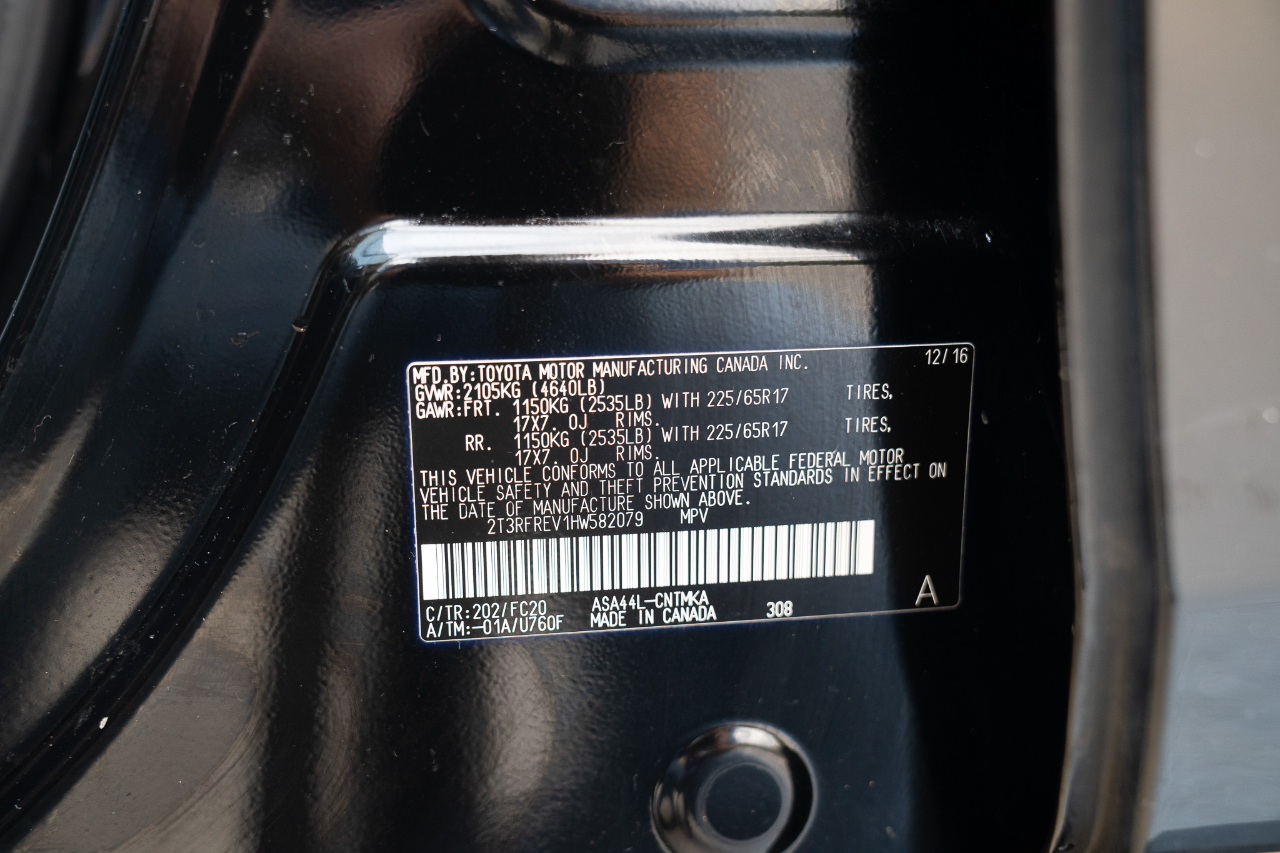 MFD.BY:TOYOTA MOTOR MANUFACTURING CANADA INC. 12/16
GVWR:2105KG (4640LB)
GAWR:FRT. 1150KG (2535LB) WITH 225/65R17 TIRES,
17X7. 0J RIMS.
RR. 1150KG (2535LB) WITH 225/65R17 TIRES,
17X7. 0J RIMS.
THIS VEHICLE CONFORMS TO ALL APPLICABLE FEDERAL MOTOR
VEHICLE SAFETY AND THEFT PREVENTION STANDARDS IN EFFECT ON
THE DATE OF MANUFACTURE SHOWN ABOVE.
2T3RFREV1HW582079 MPV
C/TR:202/FC20 ASA44L-CNTMKA 308 A
A/TM:-01A/U760F MADE IN CANADA